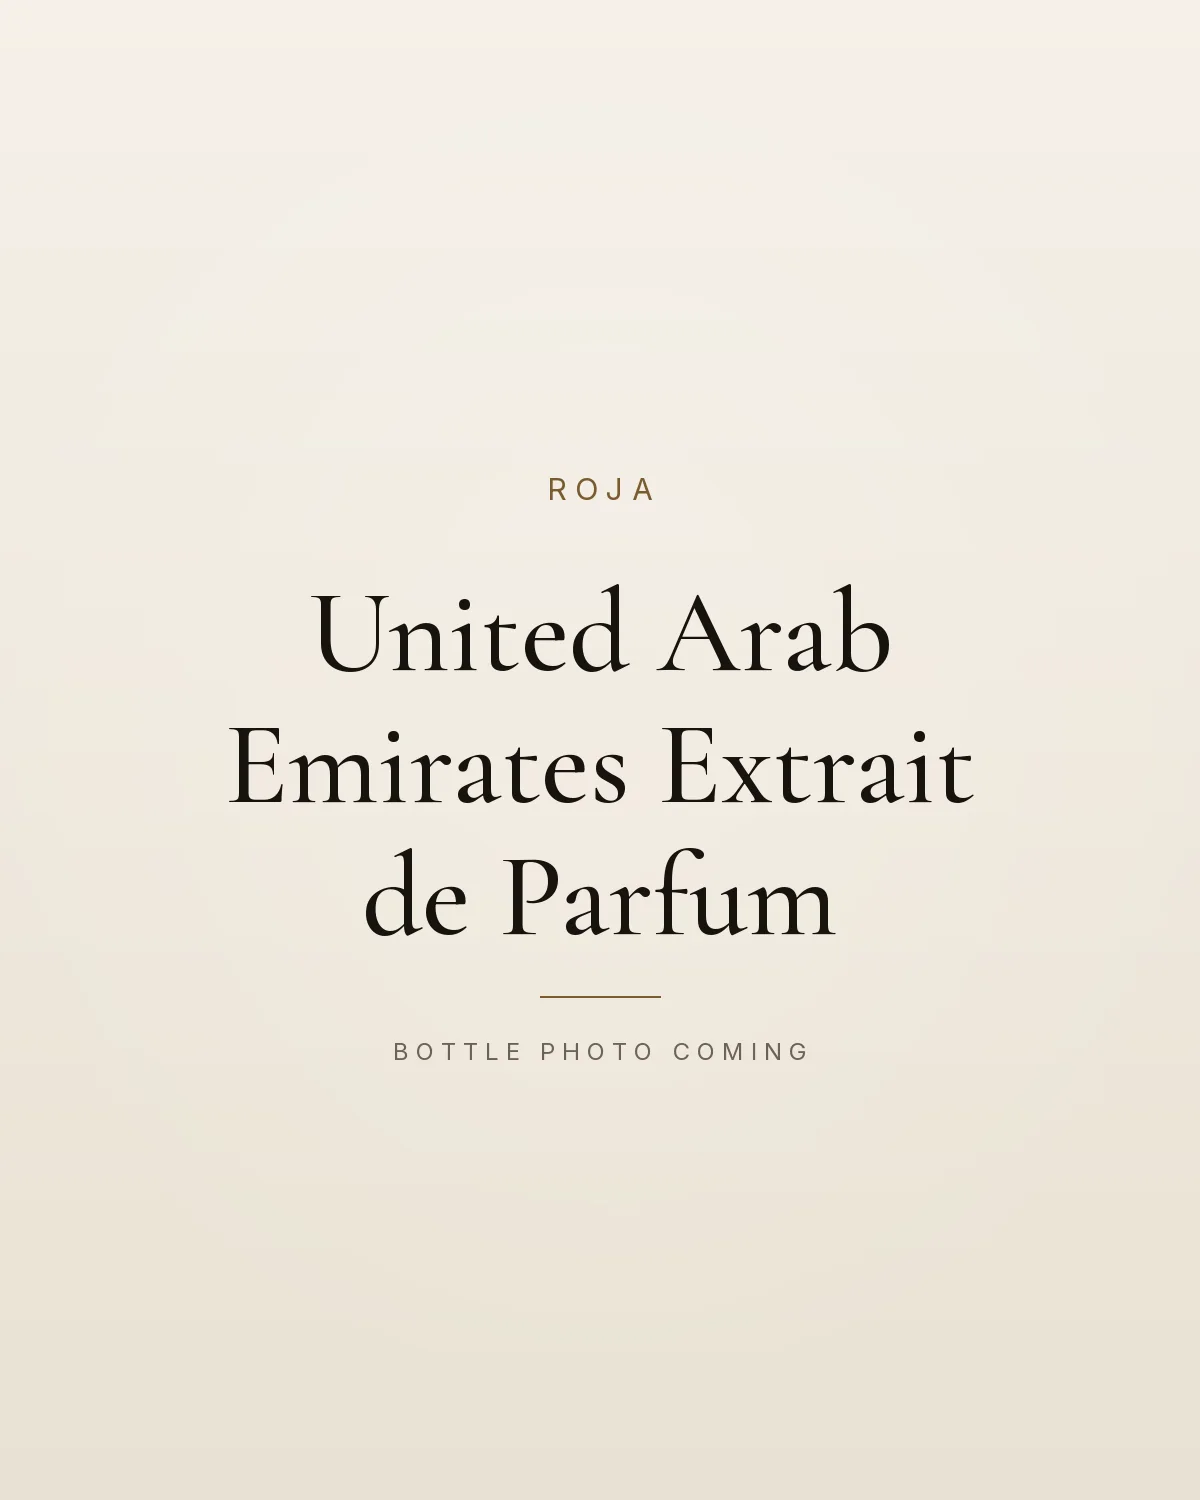 ROJA
United Arab
Emirates Extrait
de Parfum
BOTTLE PHOTO COMING